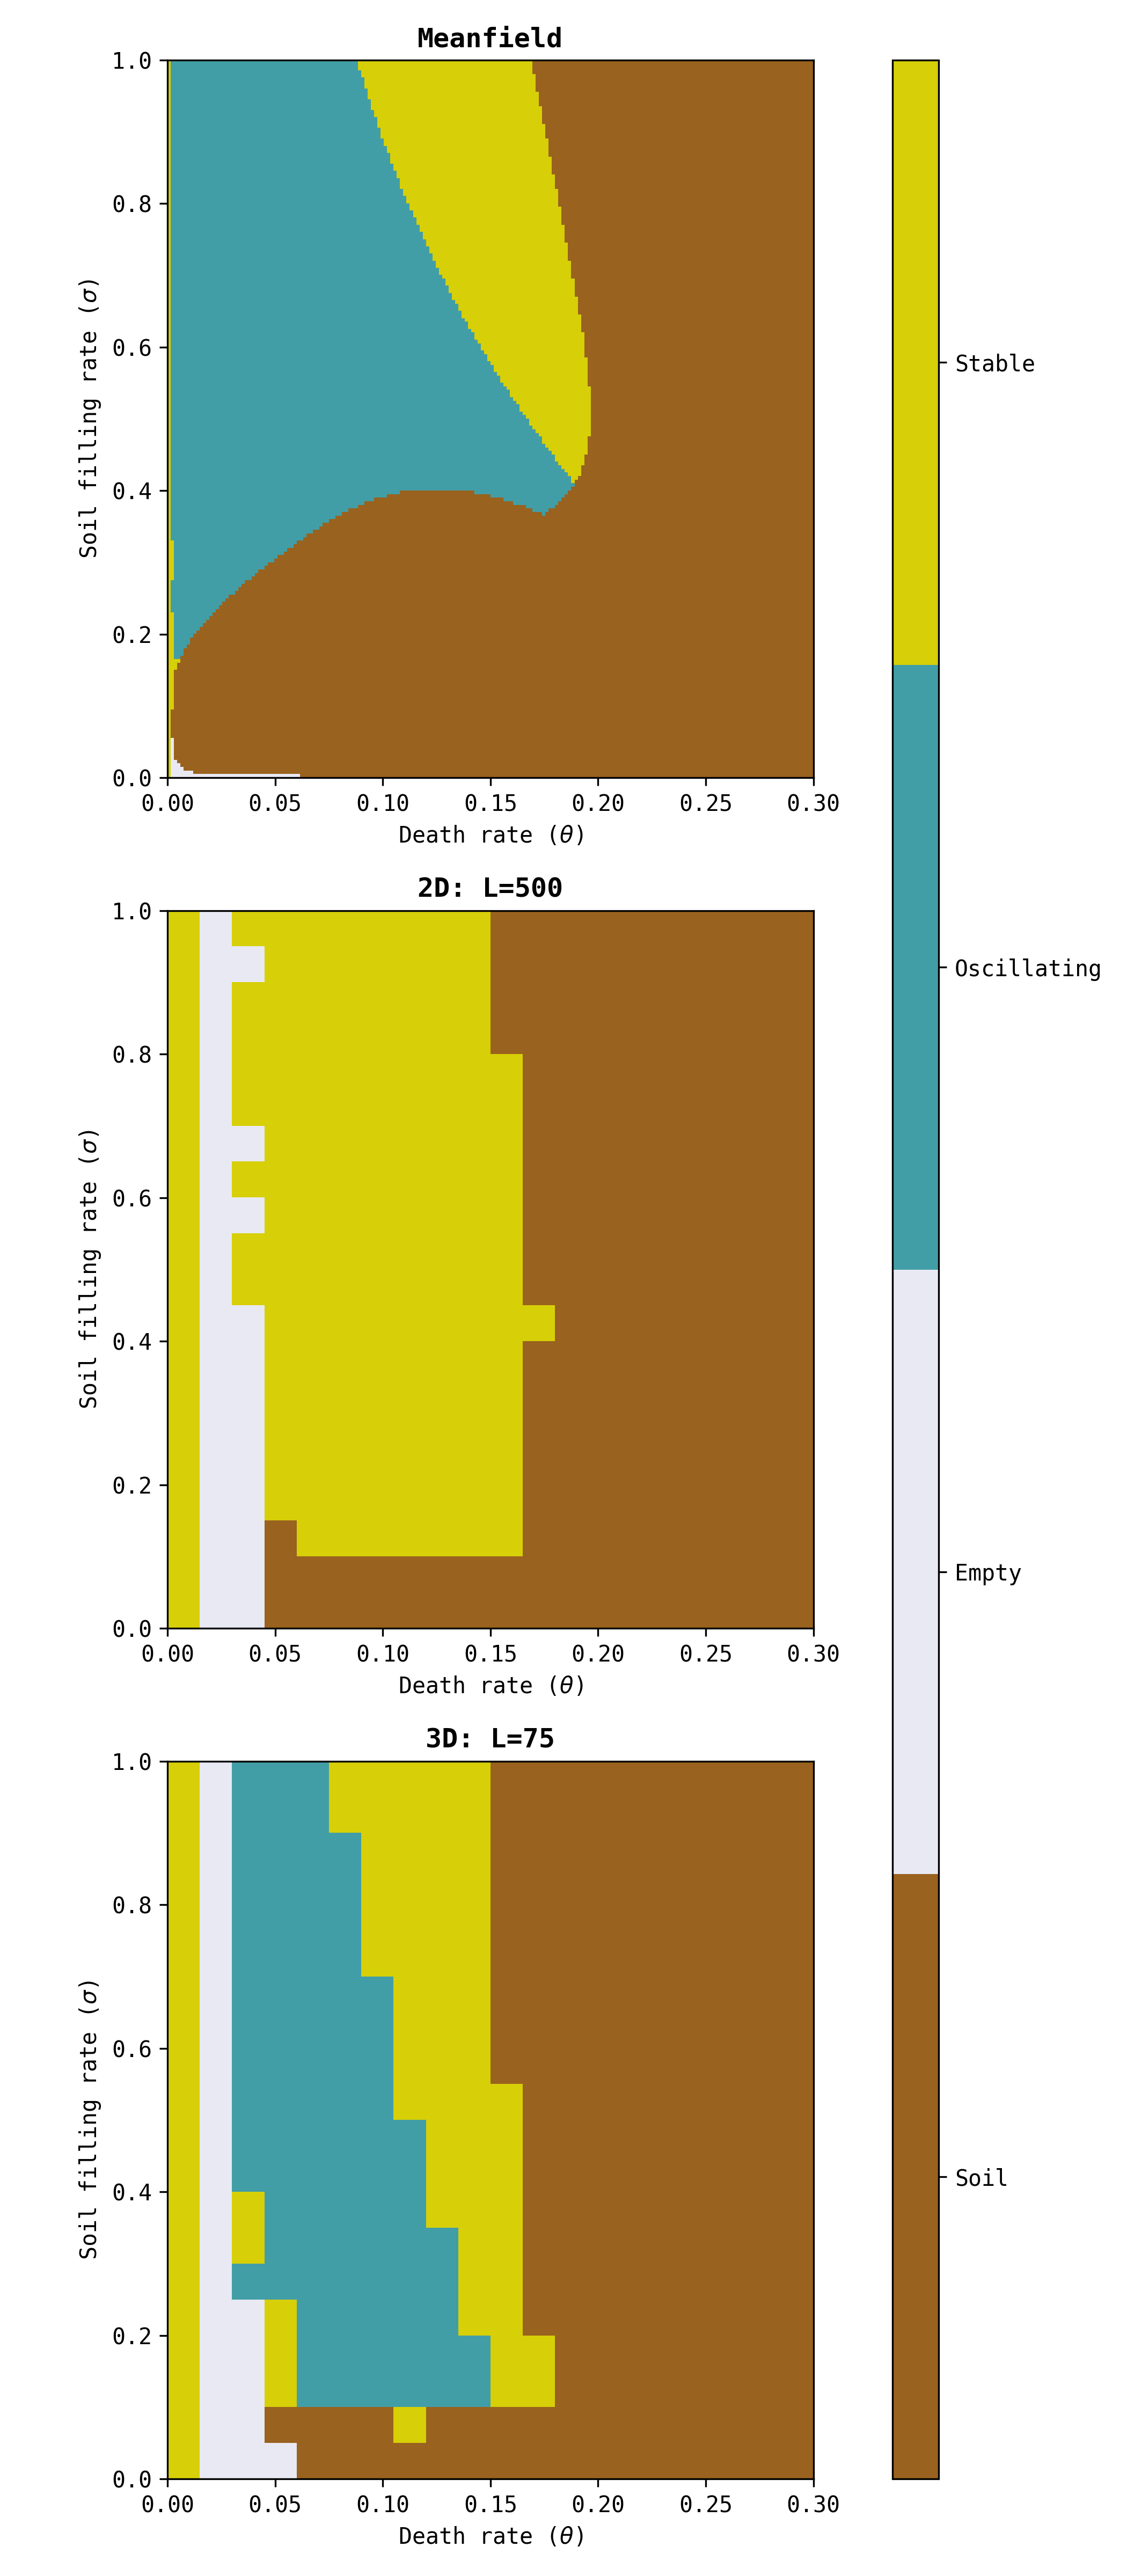 Meanfield
1.0
0.8
0.6
0.4
0.2
0.0
Soil filling rate (σ)
0.00 0.05 0.10 0.15 0.20 0.25 0.30
Death rate (θ)
2D: L=500
1.0
0.8
0.6
0.4
0.2
0.0
Soil filling rate (σ)
0.00 0.05 0.10 0.15 0.20 0.25 0.30
Death rate (θ)
3D: L=75
1.0
0.8
0.6
0.4
0.2
0.0
Soil filling rate (σ)
0.00 0.05 0.10 0.15 0.20 0.25 0.30
Death rate (θ)
Stable
Oscillating
Empty
Soil